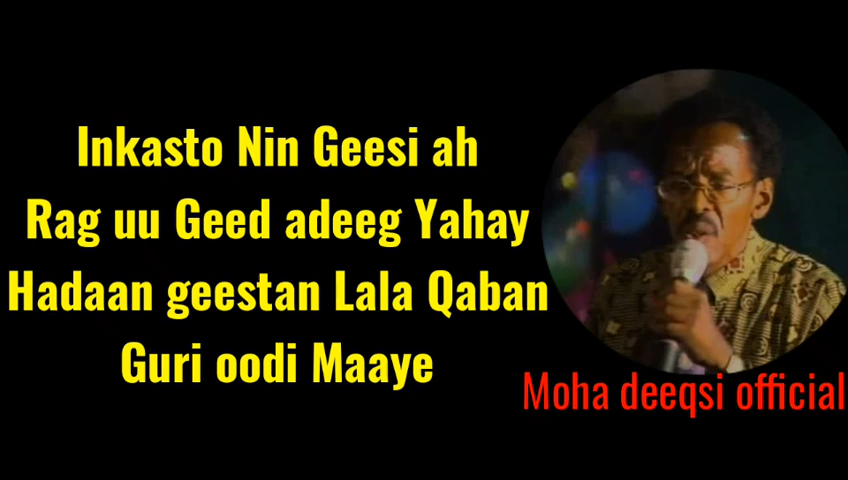 Inkasto Nin Geesi ah
Rag uu Geed adeeg Yahay
Hadaan geestan Lala Qaban
Guri oodi Maaye
Moha deeqsi official